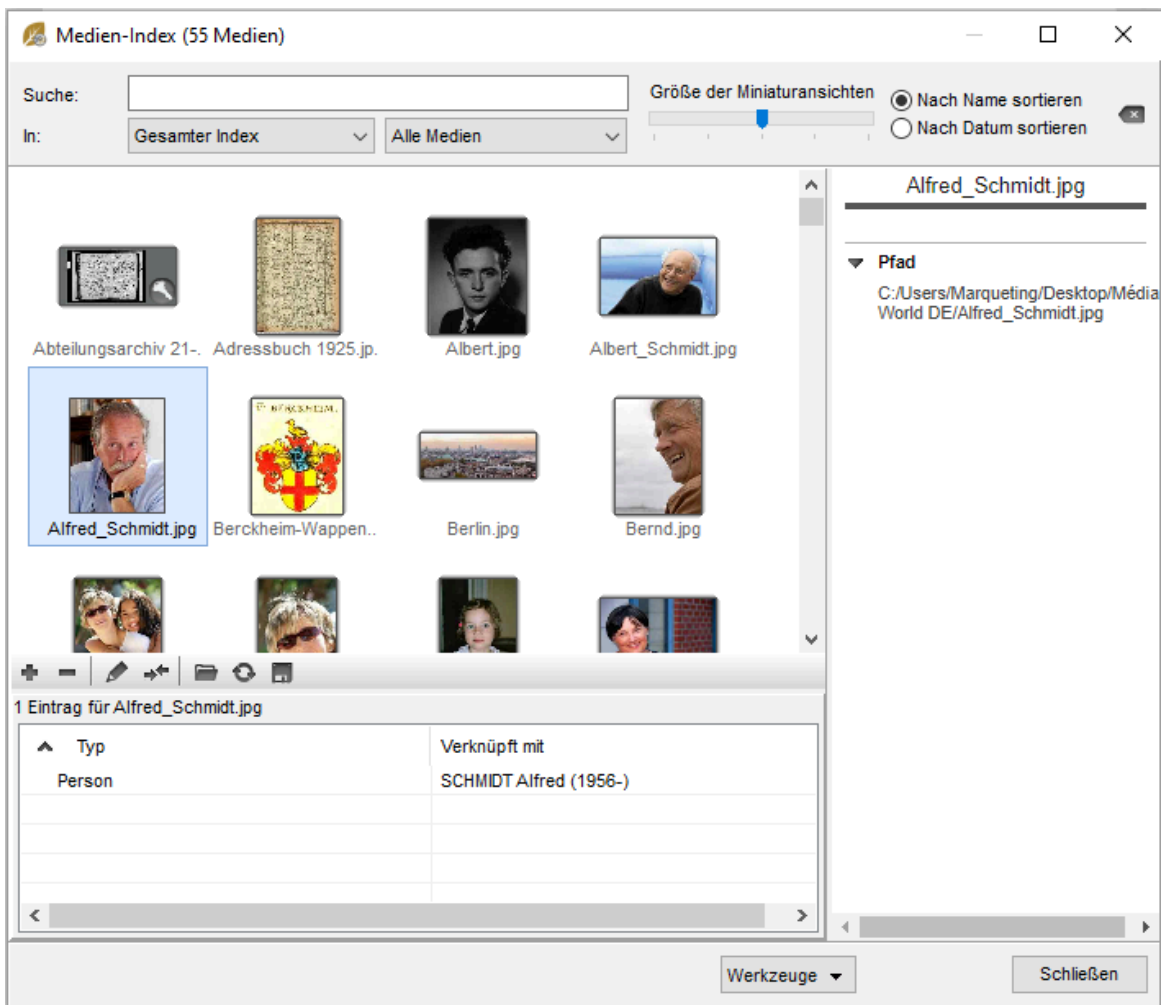 Medien-Index (55 Medien)
Suche:
Größe der Miniaturansichten
Nach Name sortieren
In:
Gesamter Index
Alle Medien
Nach Datum sortieren
Alfred_Schmidt.jpg
Pfad
C:/Users/Marqueting/Desktop/Média
World DE/Alfred_Schmidt.jpg
Abteilungsarchiv 21-.
Adressbuch 1925.jp.
Albert.jpg
Albert_Schmidt.jpg
BERCKHEIM.
Alfred_Schmidt.jpg
Berckheim-Wappen..
Berlin.jpg
Bernd.jpg
1 Eintrag für Alfred_Schmidt.jpg
Typ
Verknüpft mit
Person
SCHMIDT Alfred (1956-)
Werkzeuge
Schließen